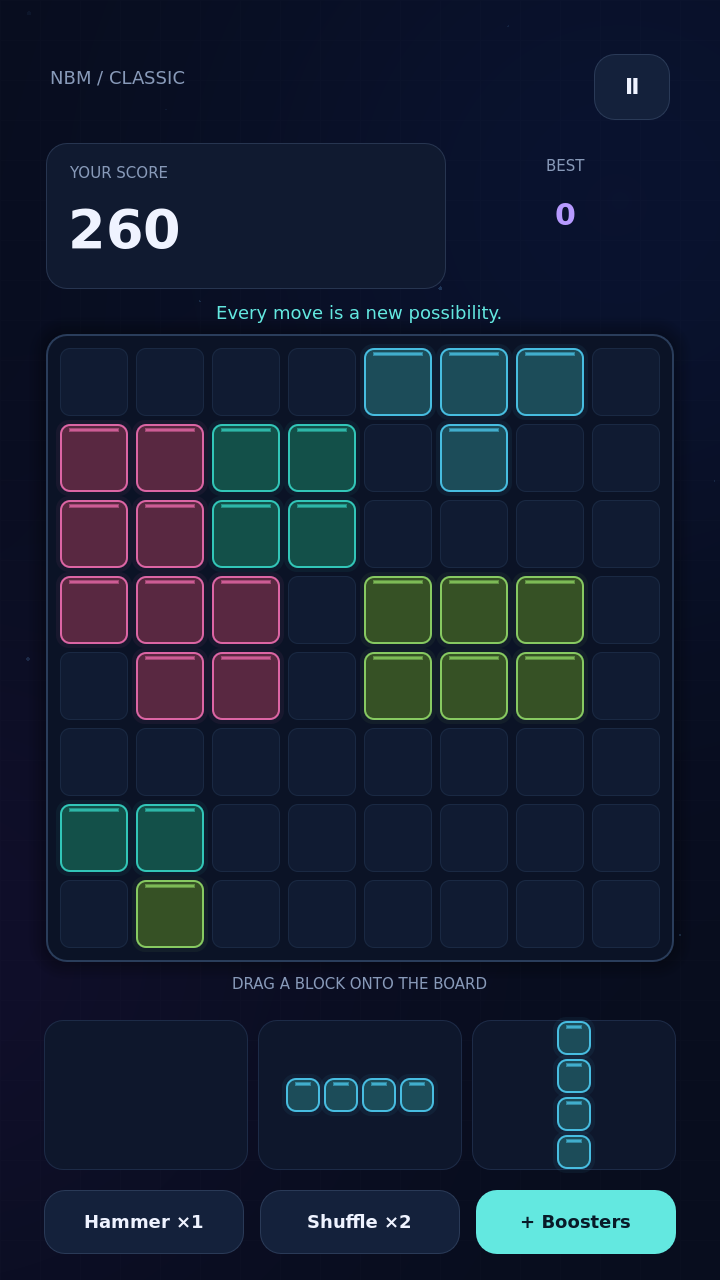 NBM / CLASSIC
YOUR SCORE
260
BEST
0
Every move is a new possibility.
DRAG A BLOCK ONTO THE BOARD
Hammer ×1
Shuffle ×2
+ Boosters